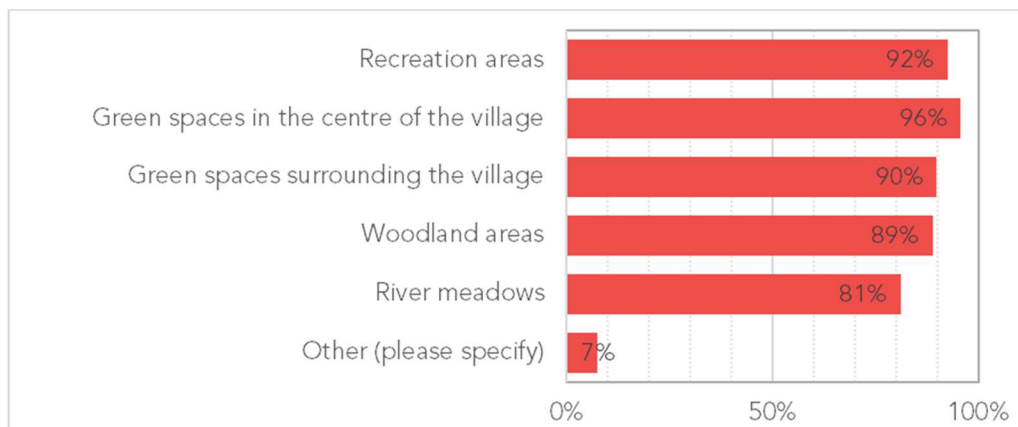 Recreation areas 92%
Green spaces in the centre of the village 96%
Green spaces surrounding the village 90%
Woodland areas 89%
River meadows 81%
Other (please specify) 7%
0% 50% 100%